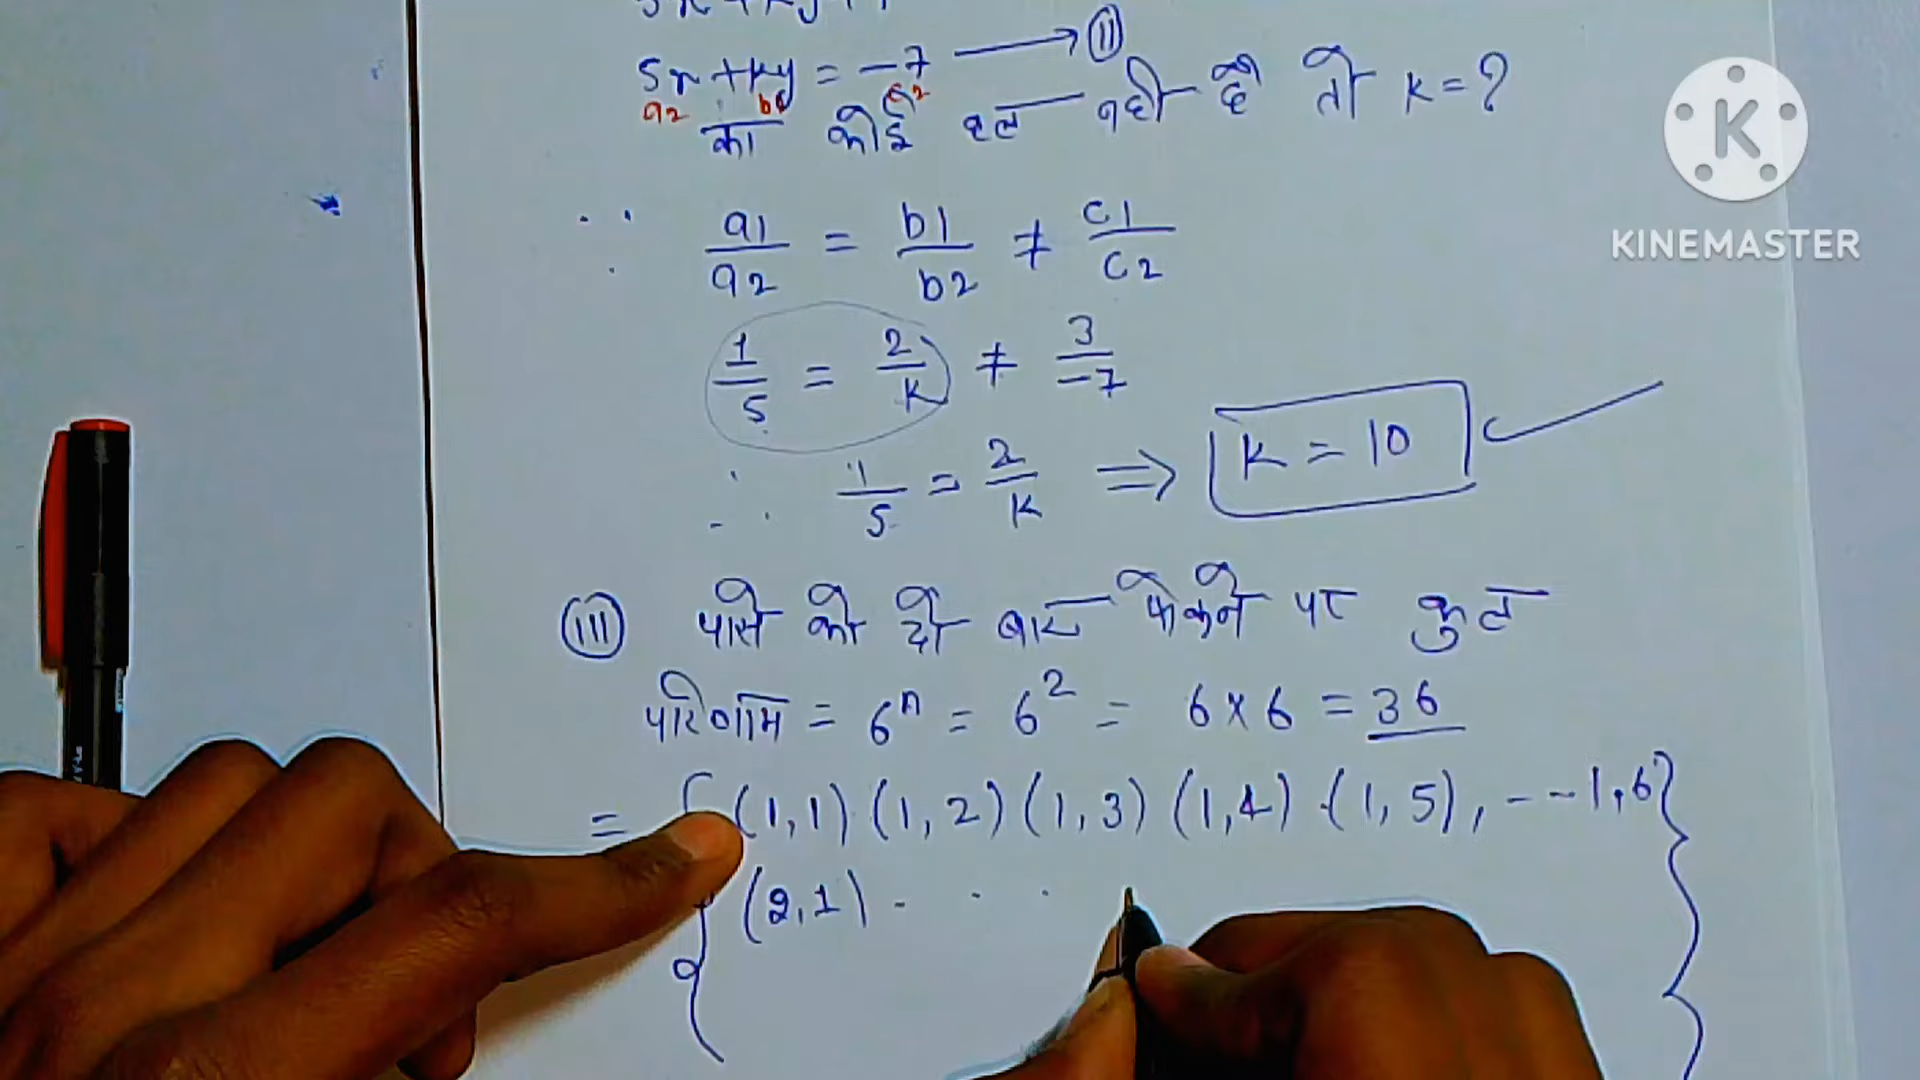 5x + ky = -7 → (II)
a2 c2
का कोई हल नहीं है तो k = ?
∵ a1/a2 = b1/b2 ≠ c1/c2
1/5 = 2/k ≠ 3/-7
∴ 1/5 = 2/k ⇒ k = 10 ✓
(III) पासे को दो बार फेंकने पर कुल
परिणाम = 6ⁿ = 6² = 6 × 6 = 36
= { (1,1) (1,2) (1,3) (1,4) (1,5), -- 1,6 }
(2,1) - . .
K
KINEMASTER